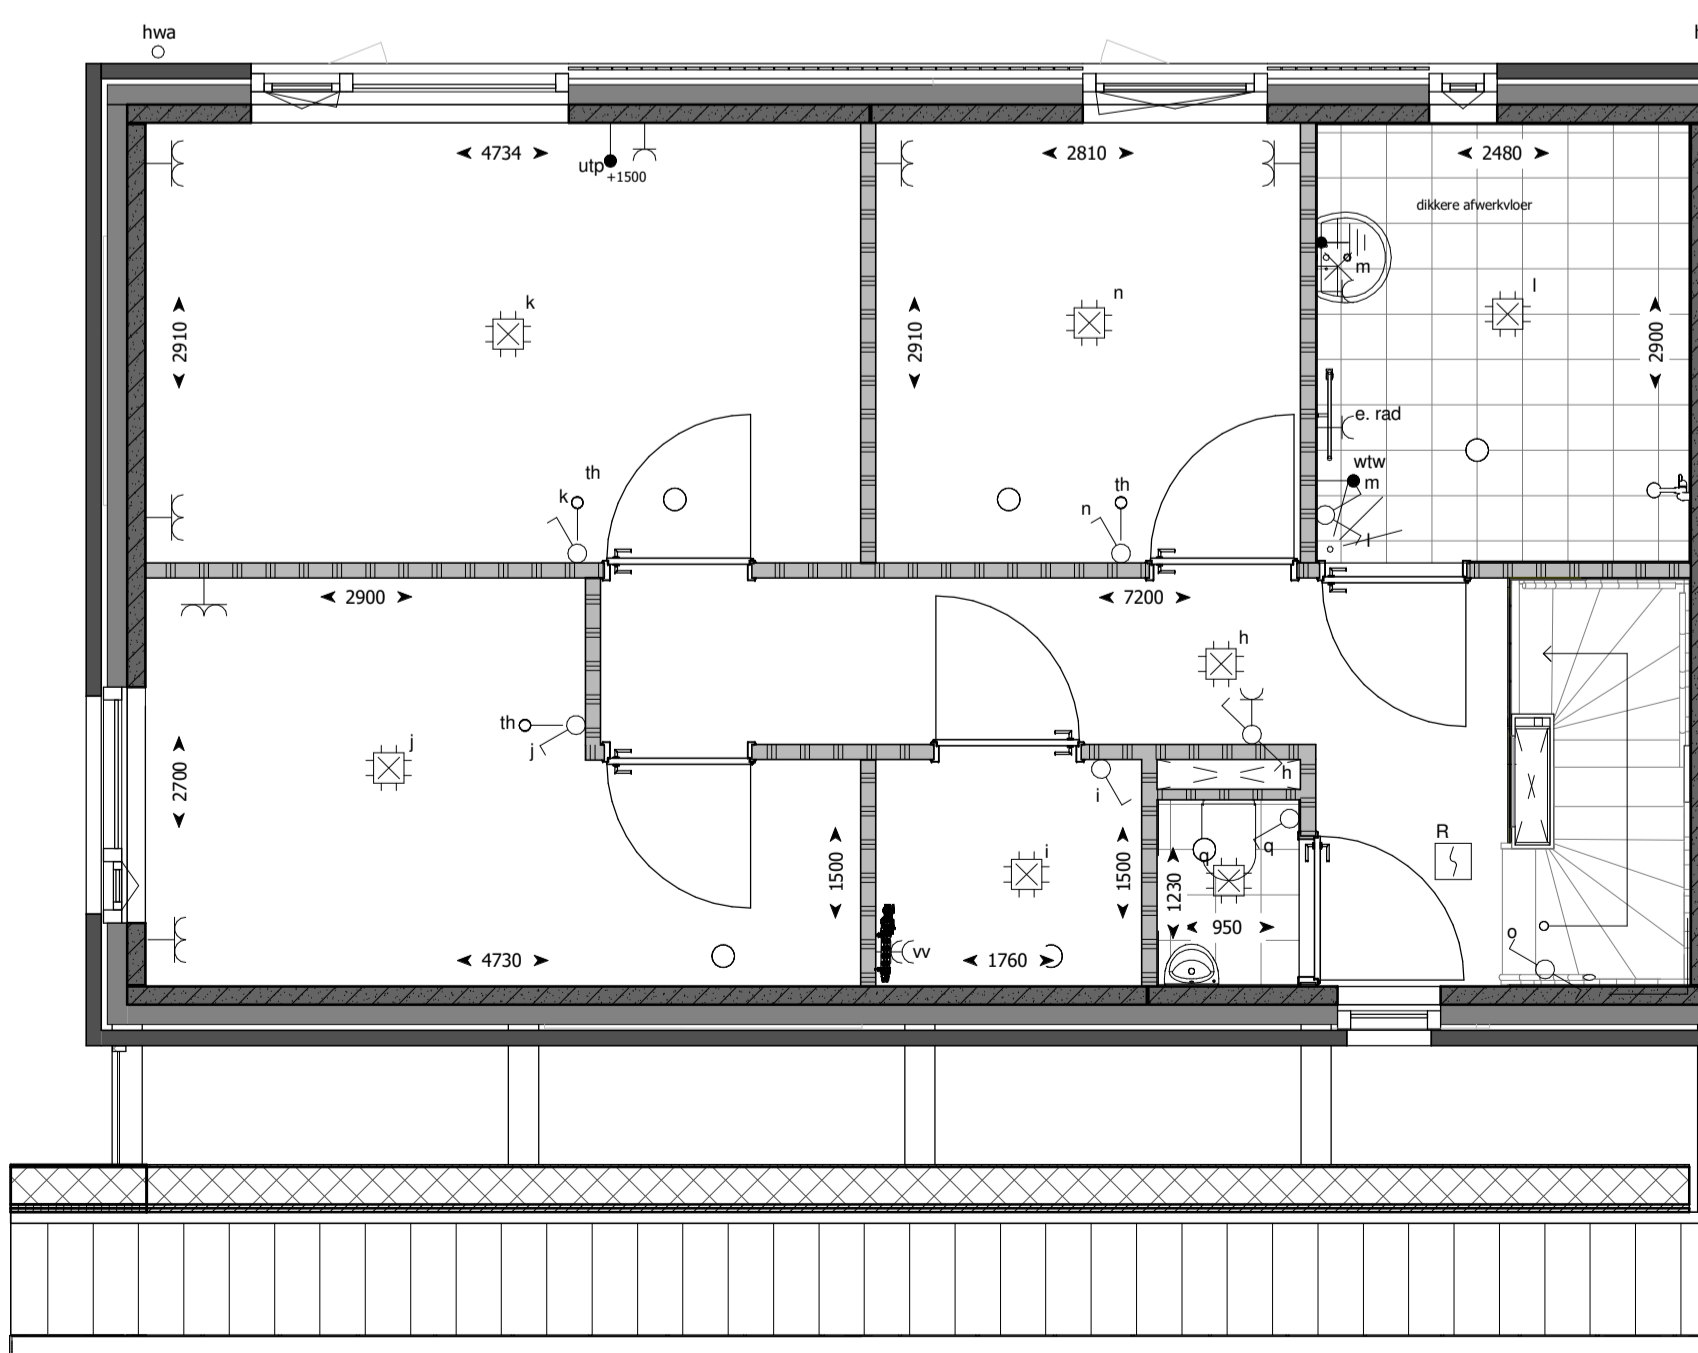 hwa
4734
utp
+1500
2810
2480
dikkere afwerkvloer
m
k
n
l
2910
2910
2900
e. rad
th
k
th
n
wtw
m
l
2900
7200
h
th
j
j
2700
h
i
i
1500
1500
q
q
1230
950
R
o
vv
4730
1760